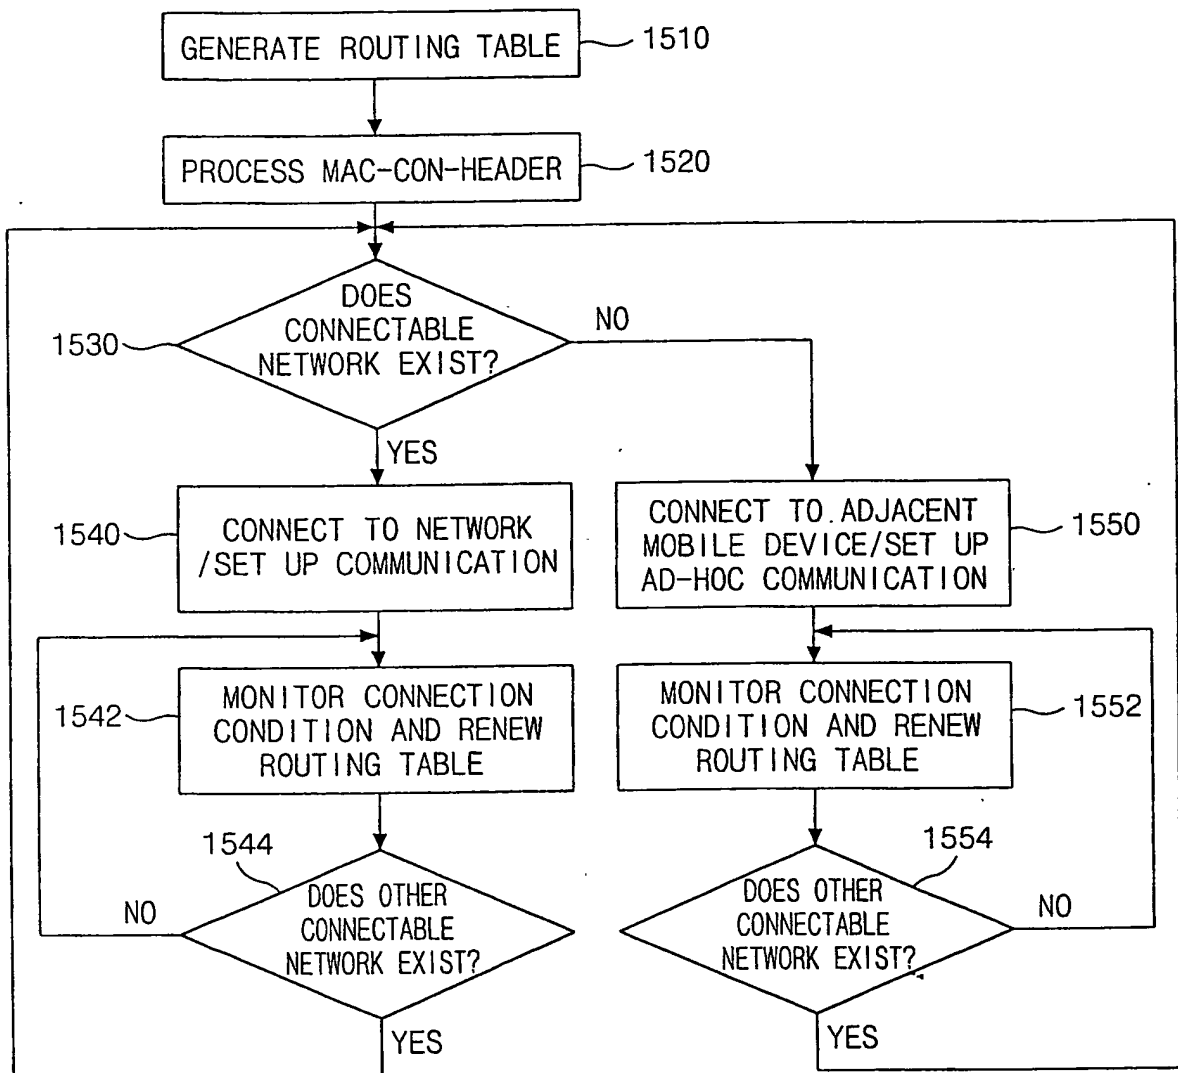 GENERATE ROUTING TABLE
1510
PROCESS MAC-CON-HEADER
1520
DOES
CONNECTABLE
NETWORK EXIST?
1530
NO
YES
CONNECT TO NETWORK
/SET UP COMMUNICATION
1540
CONNECT TO ADJACENT
MOBILE DEVICE/SET UP
AD-HOC COMMUNICATION
1550
MONITOR CONNECTION
CONDITION AND RENEW
ROUTING TABLE
1542
MONITOR CONNECTION
CONDITION AND RENEW
ROUTING TABLE
1552
1544
DOES OTHER
CONNECTABLE
NETWORK EXIST?
NO
YES
1554
DOES OTHER
CONNECTABLE
NETWORK EXIST?
NO
YES